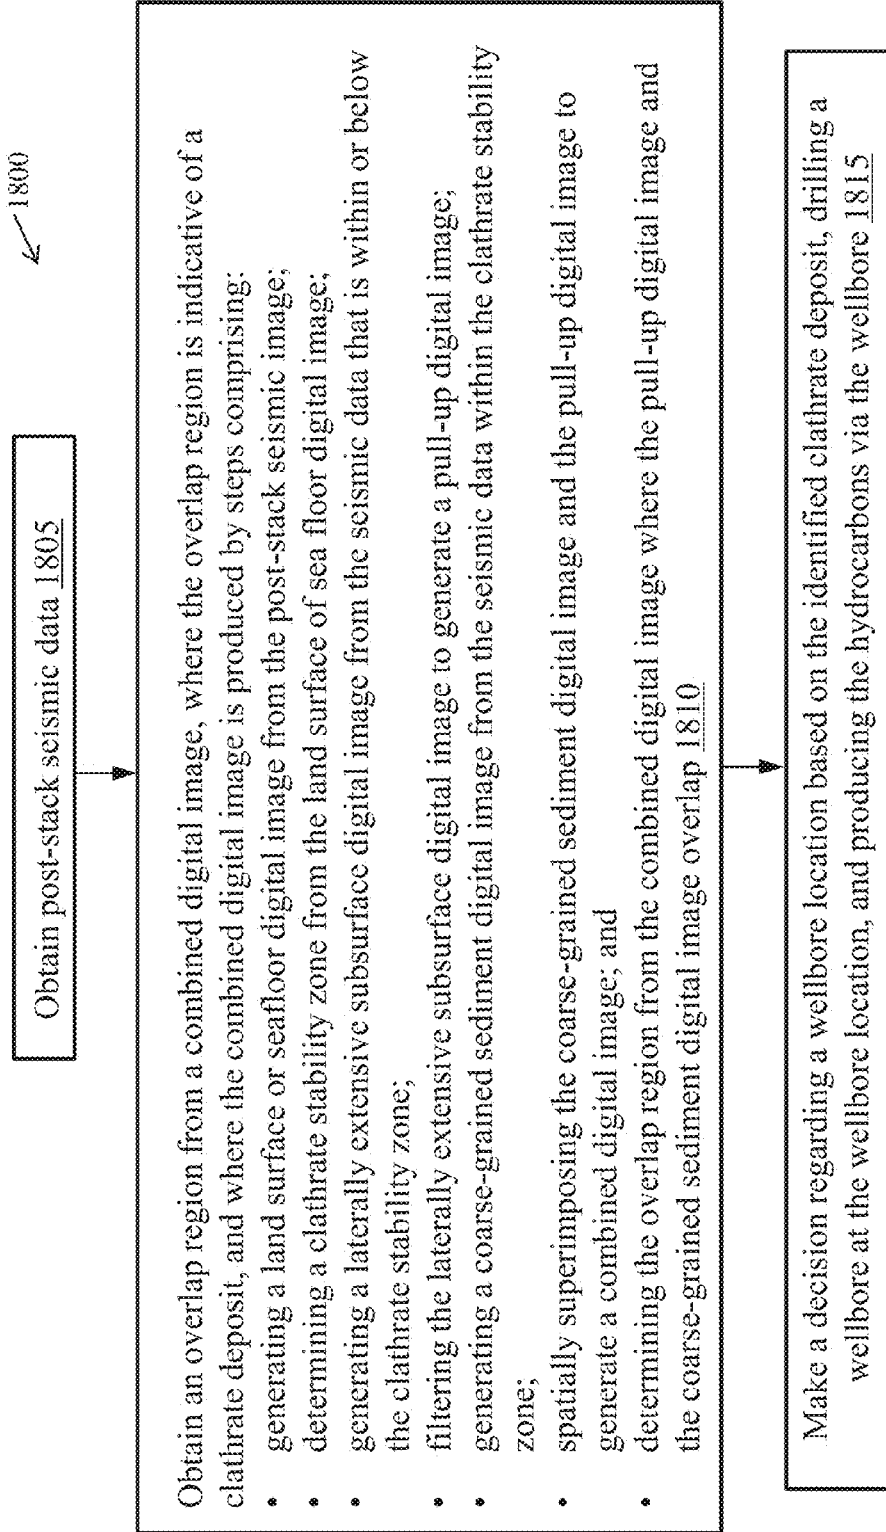 1800
Obtain post-stack seismic data 1805
Obtain an overlap region from a combined digital image, where the overlap region is indicative of a
clathrate deposit, and where the combined digital image is produced by steps comprising:
• generating a land surface or seafloor digital image from the post-stack seismic image;
• determining a clathrate stability zone from the land surface of sea floor digital image;
• generating a laterally extensive subsurface digital image from the seismic data that is within or below
the clathrate stability zone;
• filtering the laterally extensive subsurface digital image to generate a pull-up digital image;
• generating a coarse-grained sediment digital image from the seismic data within the clathrate stability
zone;
• spatially superimposing the coarse-grained sediment digital image and the pull-up digital image to
generate a combined digital image; and
• determining the overlap region from the combined digital image where the pull-up digital image and
the coarse-grained sediment digital image overlap 1810
Make a decision regarding a wellbore location based on the identified clathrate deposit, drilling a
wellbore at the wellbore location, and producing the hydrocarbons via the wellbore 1815